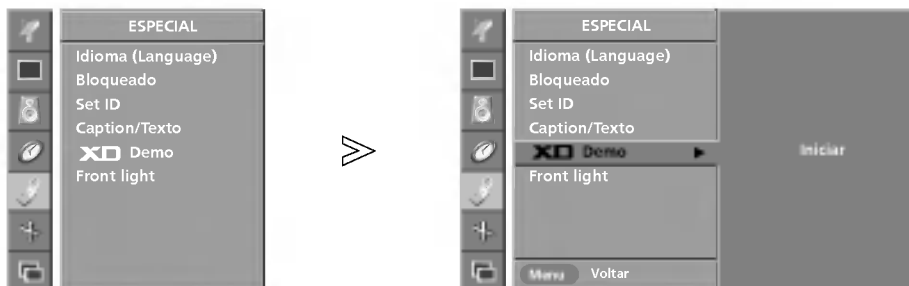 ESPECIAL
Idioma (Language)
Bloqueado
Set ID
Caption/Texto
XD Demo
Front light
ESPECIAL
Idioma (Language)
Bloqueado
Set ID
Caption/Texto
XD Demo
Front light
Menu Voltar
Iniciar